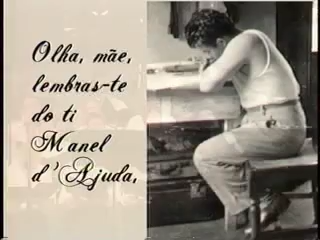 Olha, mãe,
lembras-te
do ti
Manel
d'Ajuda,